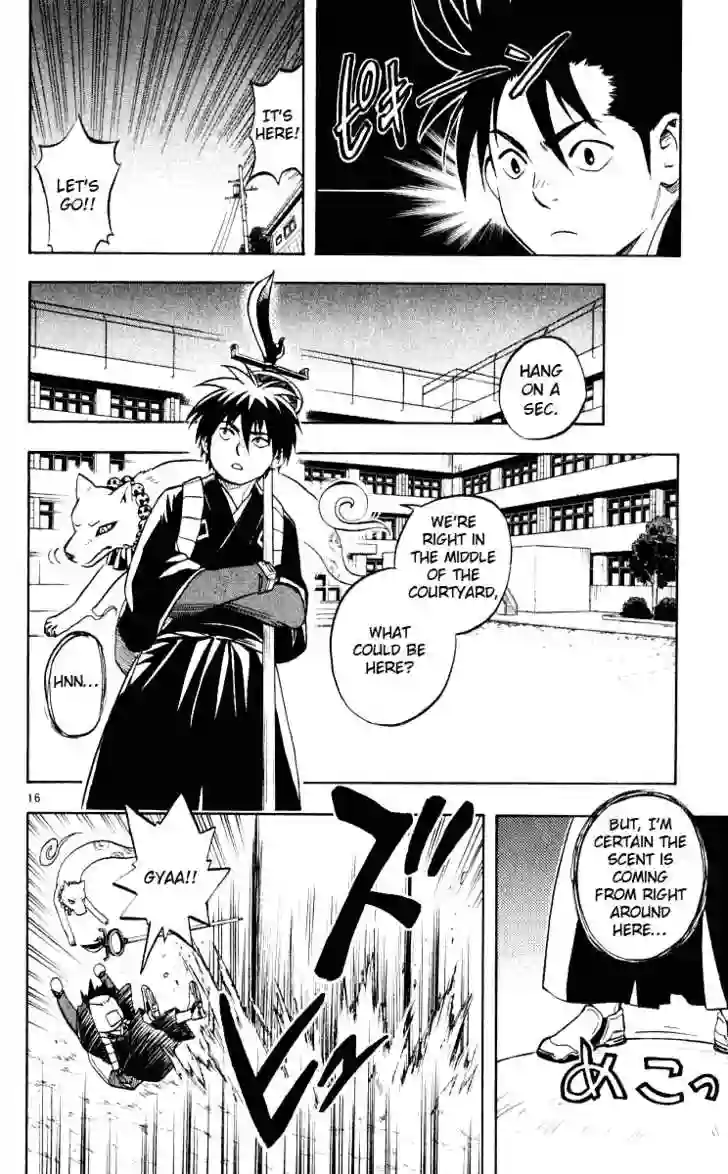 ピ
キ
IT'S
HERE!
LET'S
GO!!
HANG
ON A
SEC.
WE'RE
RIGHT IN
THE MIDDLE
OF THE
COURTYARD,
WHAT
COULD BE
HERE?
HNN...
16
BUT, I'M
CERTAIN THE
SCENT IS
COMING
FROM RIGHT
AROUND
HERE...
めこっ
ズ
ビュ
GYAA!!